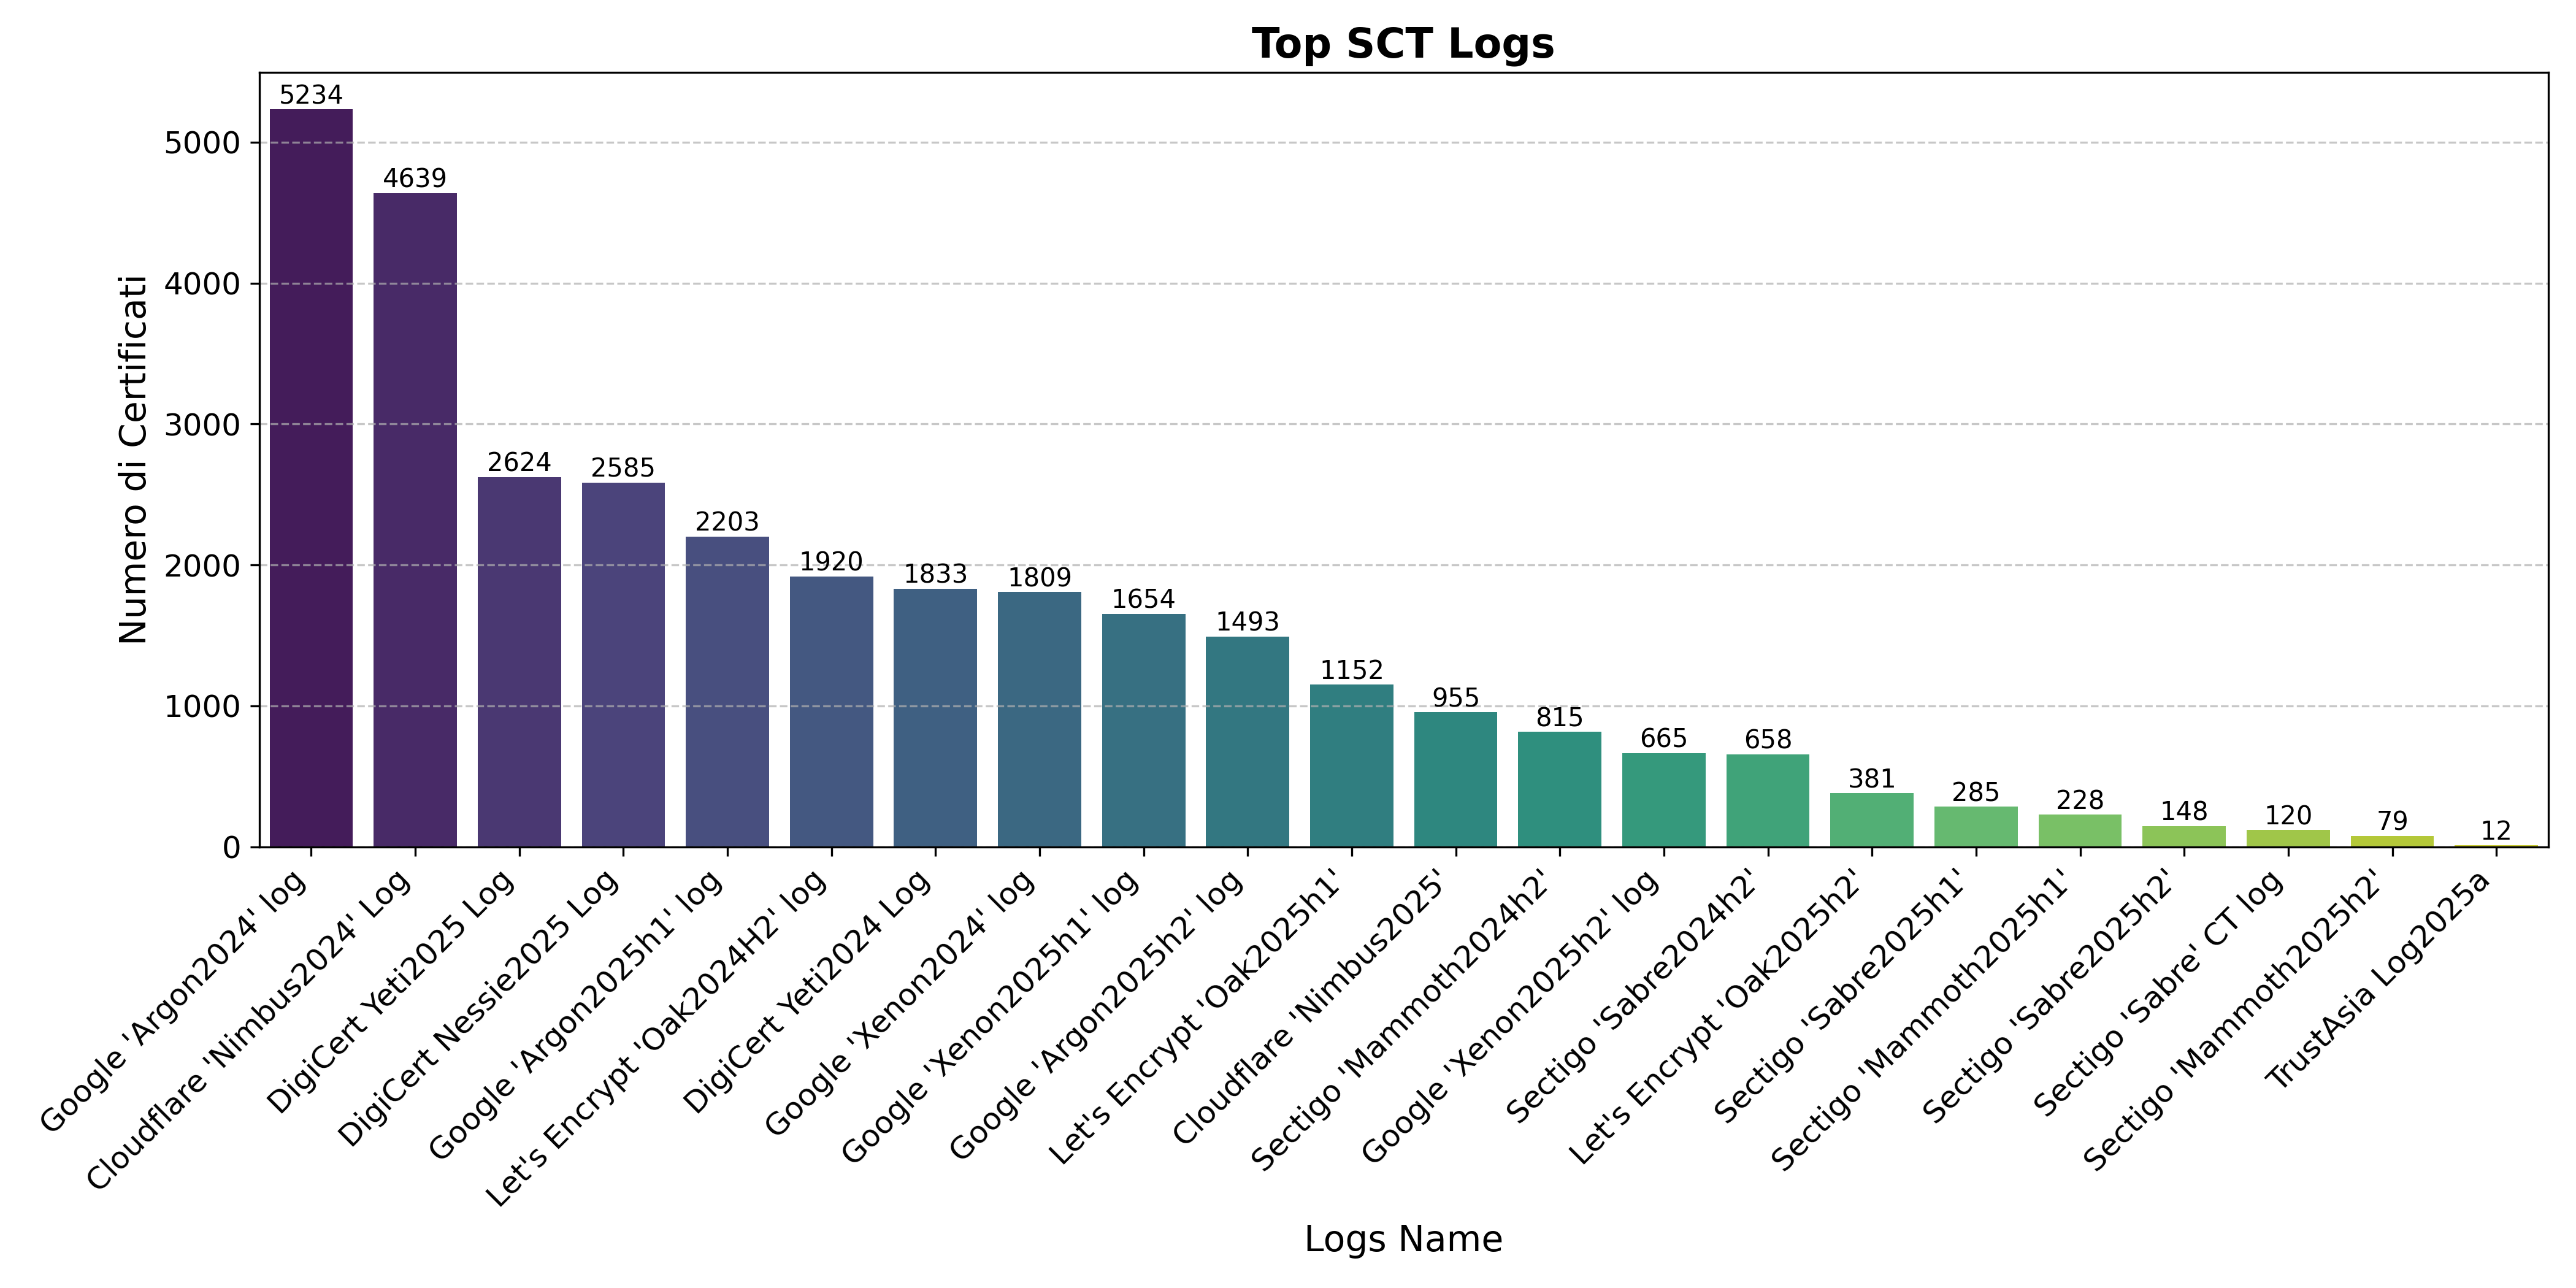 Top SCT Logs
Numero di Certificati
5000
4000
3000
2000
1000
0
5234
4639
2624
2585
2203
1920
1833
1809
1654
1493
1152
955
815
665
658
381
285
228
148
120
79
12
Google 'Argon2024' log
Cloudflare 'Nimbus2024' Log
DigiCert Yeti2025 Log
DigiCert Nessie2025 Log
Google 'Argon2025h1' log
Let's Encrypt 'Oak2024H2' log
DigiCert Yeti2024 Log
Google 'Xenon2024' log
Google 'Xenon2025h1' log
Google 'Argon2025h2' log
Let's Encrypt 'Oak2025h1'
Cloudflare 'Nimbus2025'
Sectigo 'Mammoth2024h2'
Google 'Xenon2025h2' log
Sectigo 'Sabre2024h2'
Let's Encrypt 'Oak2025h2'
Sectigo 'Sabre2025h1'
Sectigo 'Mammoth2025h1'
Sectigo 'Sabre2025h2'
Sectigo 'Sabre' CT log
Sectigo 'Mammoth2025h2'
TrustAsia Log2025a
Logs Name